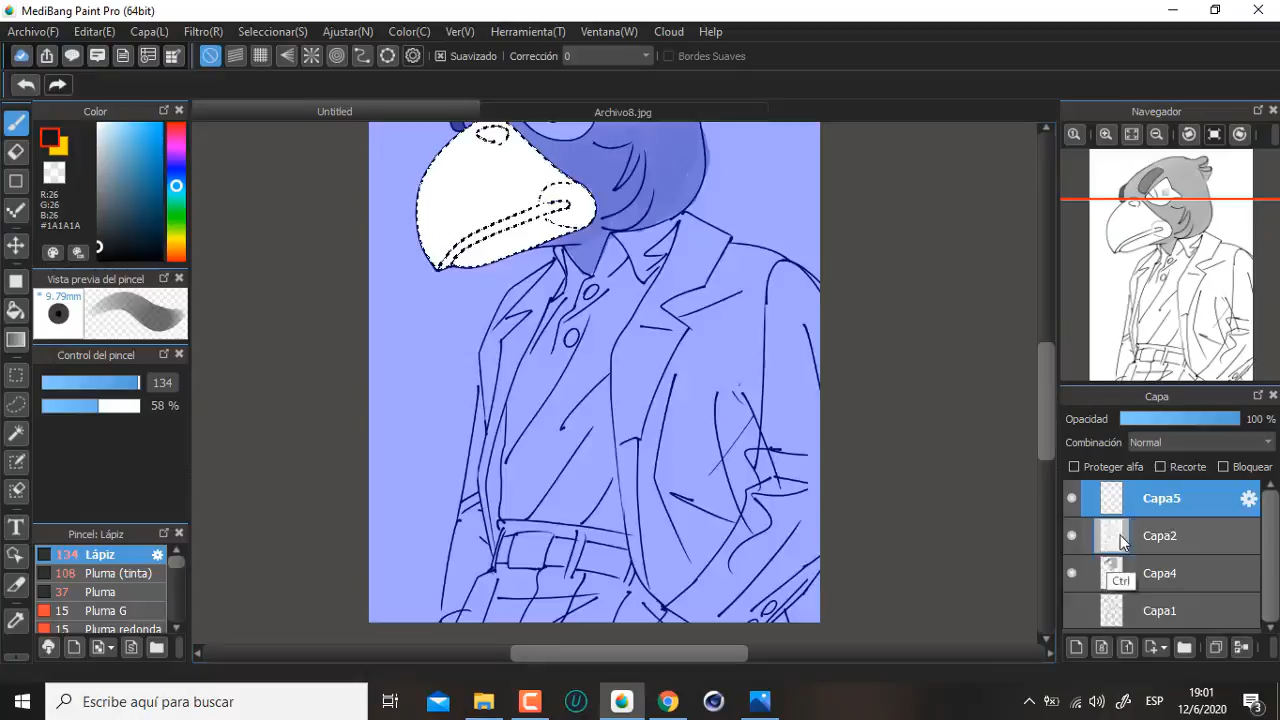 MediBang Paint Pro (64bit)
Archivo(F) Editar(E) Capa(L) Filtro(R) Seleccionar(S) Ajustar(N) Color(C) Ver(V) Herramienta(T) Ventana(W) Cloud Help
Suavizado Corrección 0 Bordes Suaves
Color Untitled Archivo8.jpg Navegador
R:26
G:26
B:26
#1A1A1A
Vista previa del pincel
* 9.79mm
Control del pincel
134
58 %
Capa
Opacidad 100 %
Combinación Normal
Proteger alfa Recorte Bloquear
Capa5
Capa2
Capa4
Ctrl
Capa1
Pincel: Lápiz
134 Lápiz
108 Pluma (tinta)
37 Pluma
15 Pluma G
15 Pluma redonda
Escribe aquí para buscar
ESP
19:01
12/6/2020
3